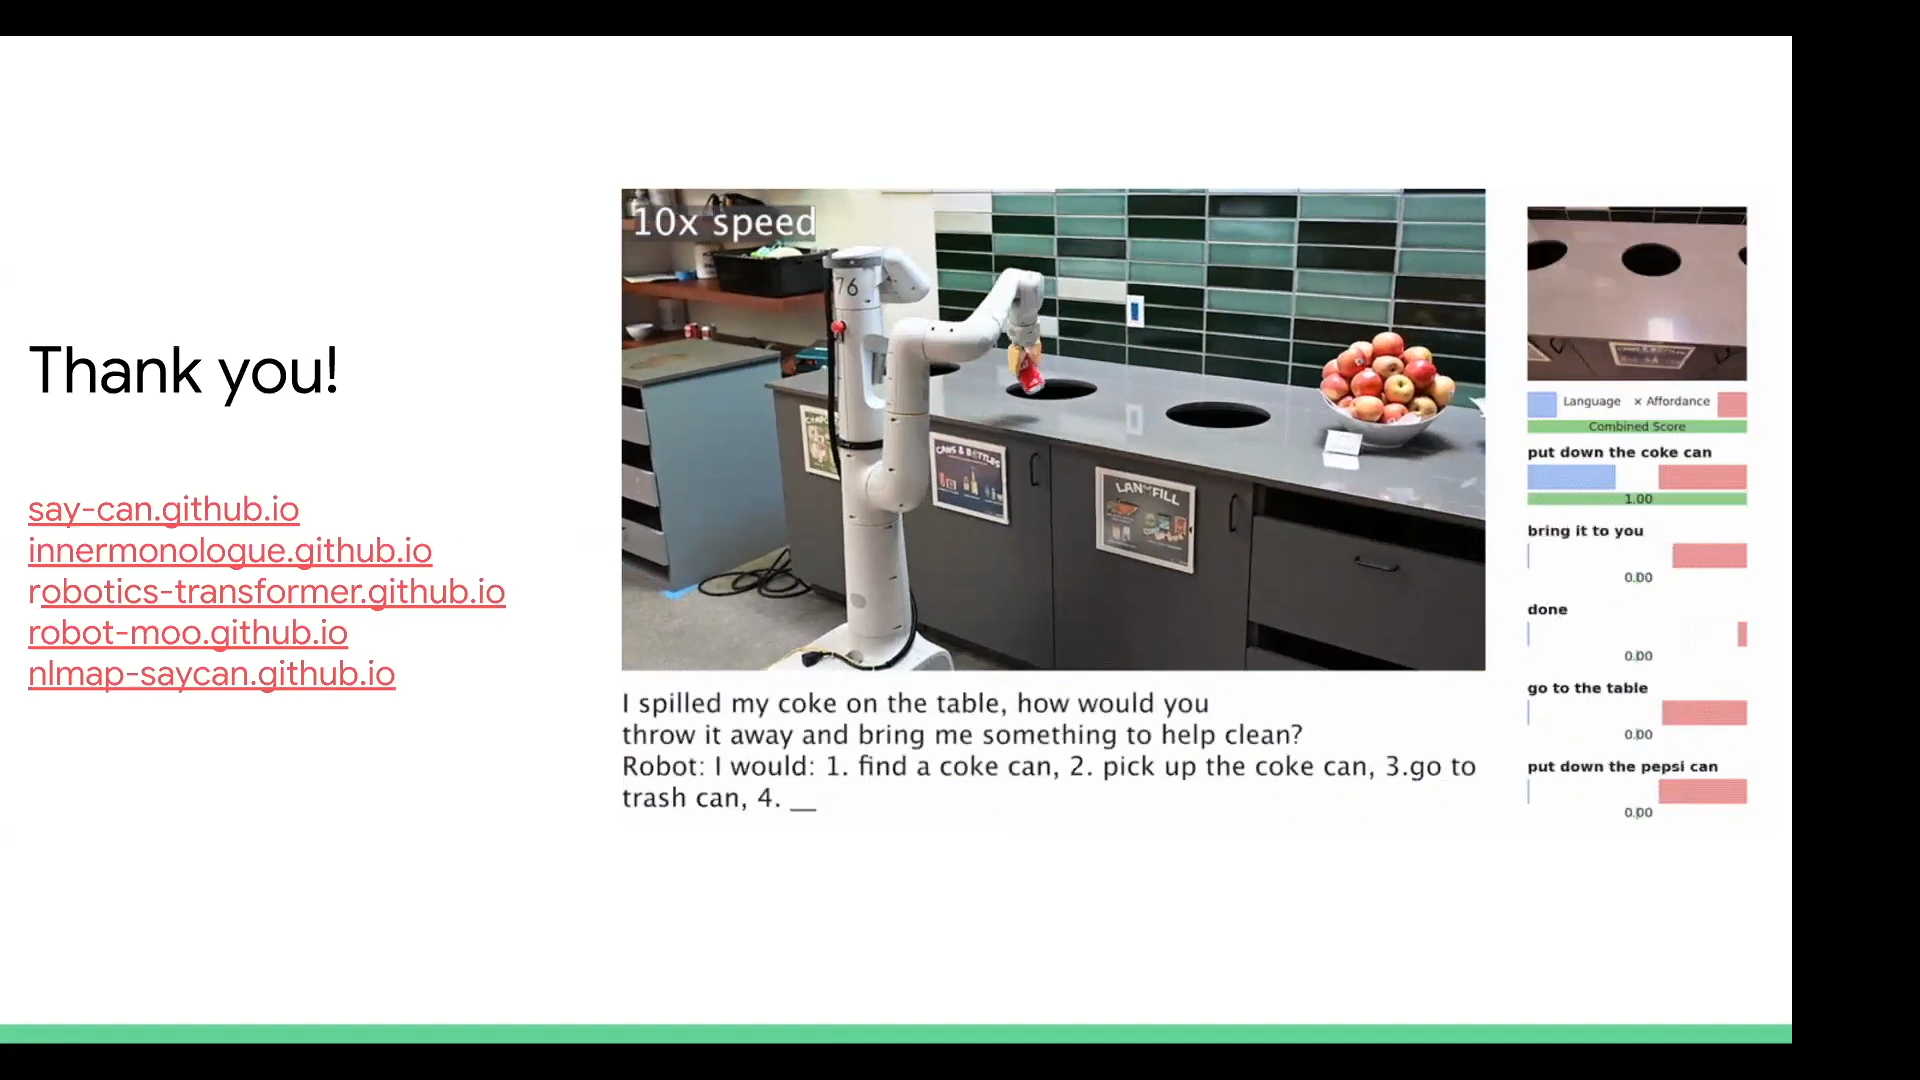 Thank you!
say-can.github.io
innermonologue.github.io
robotics-transformer.github.io
robot-moo.github.io
nlmap-saycan.github.io
10x speed
76
CANS & BOTTLES
LANDFILL
I spilled my coke on the table, how would you
throw it away and bring me something to help clean?
Robot: I would: 1. find a coke can, 2. pick up the coke can, 3.go to
trash can, 4. __
Language × Affordance
Combined Score
put down the coke can
1.00
bring it to you
0.00
done
0.00
go to the table
0.00
put down the pepsi can
0.00